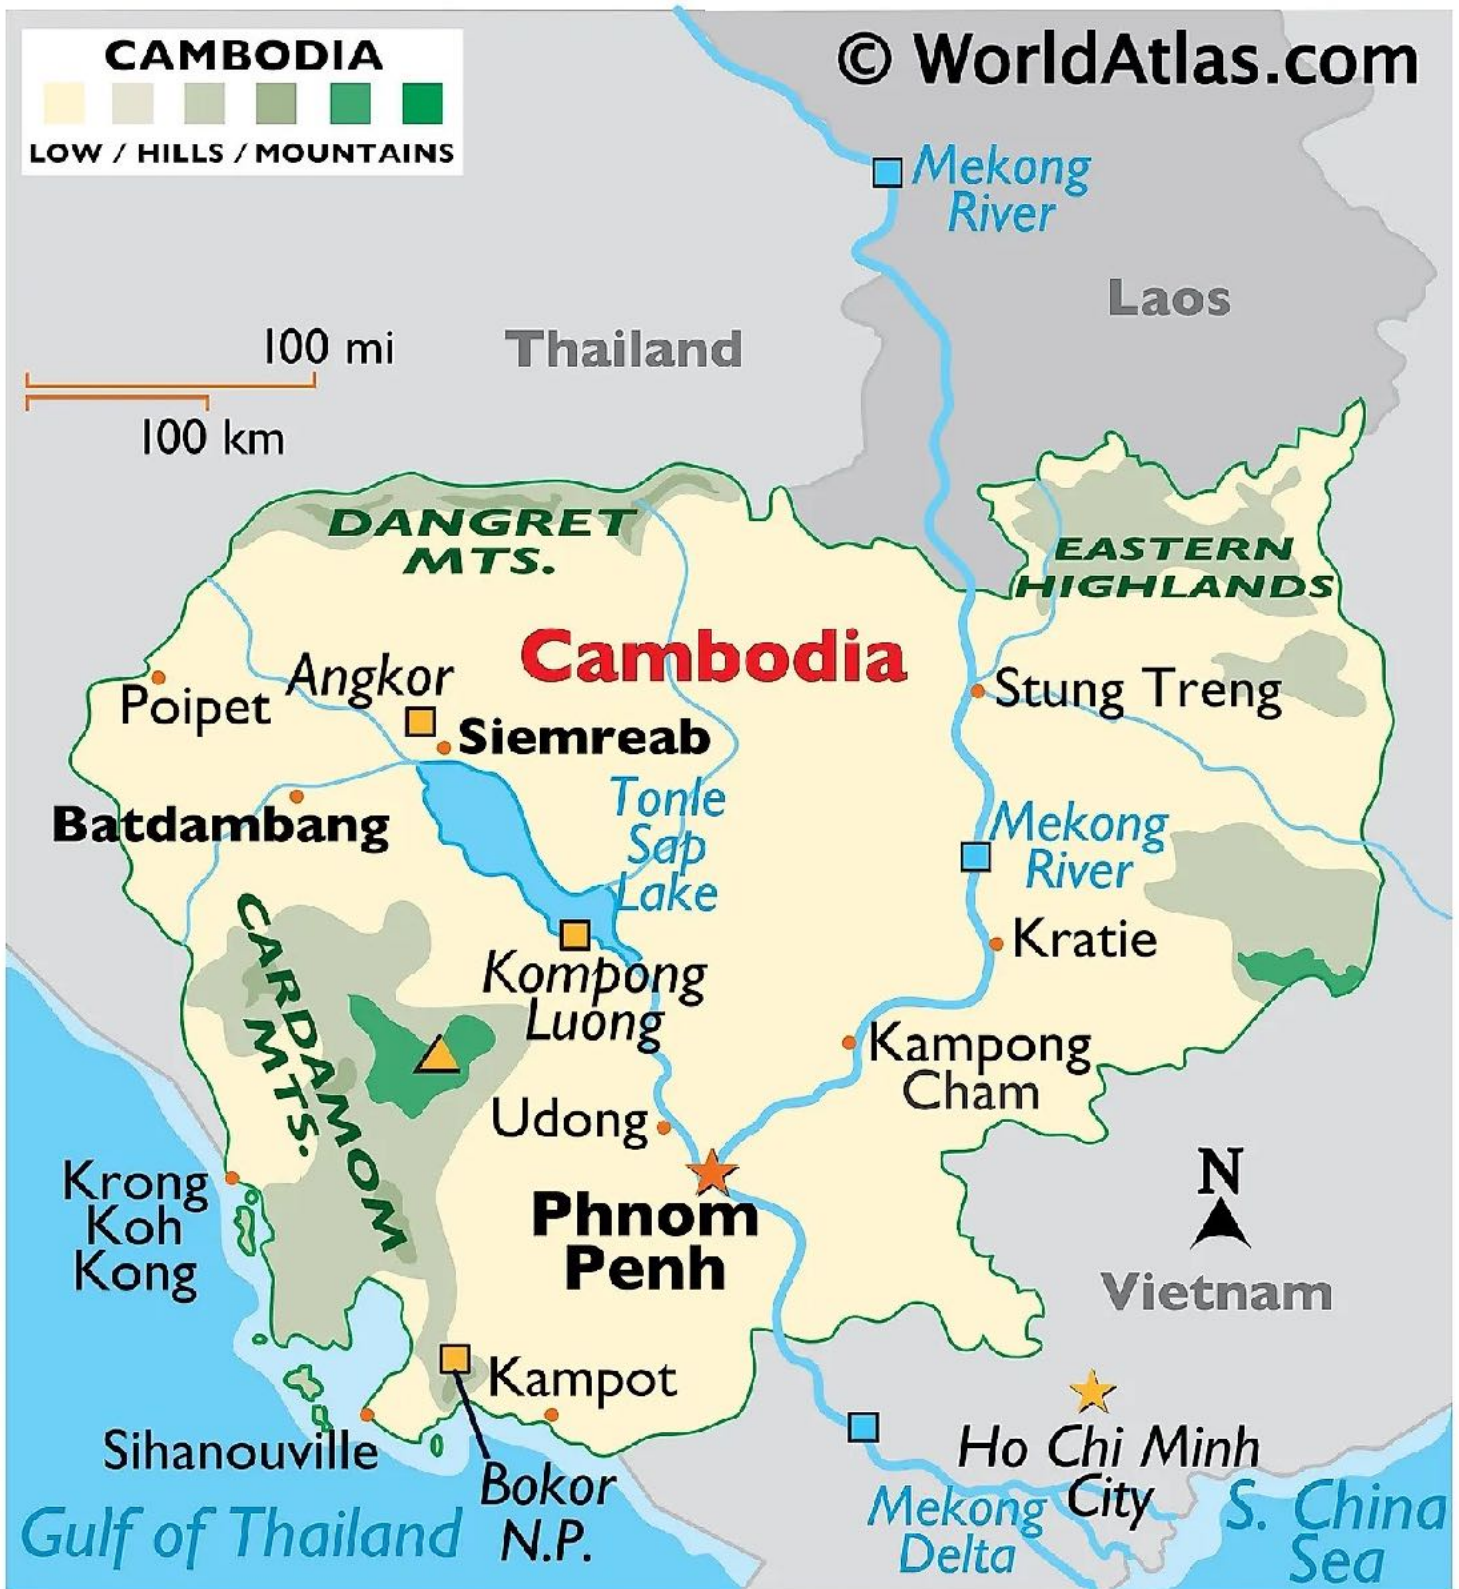 CAMBODIA
LOW / HILLS / MOUNTAINS
© WorldAtlas.com
Mekong
River
Laos
100 mi
Thailand
100 km
DANGRET
MTS.
EASTERN
HIGHLANDS
Cambodia
Angkor
Poipet
Stung Treng
Siemreab
Tonle
Sap
Lake
Batdambang
Mekong
River
CARDAMOM
MTS.
Kratie
Kompong
Luong
Kampong
Cham
Udong
Krong
Koh
Kong
Phnom
Penh
N
Vietnam
Kampot
Sihanouville
Bokor
N.P.
Ho Chi Minh
City
Mekong
Delta
Gulf of Thailand
S. China
Sea